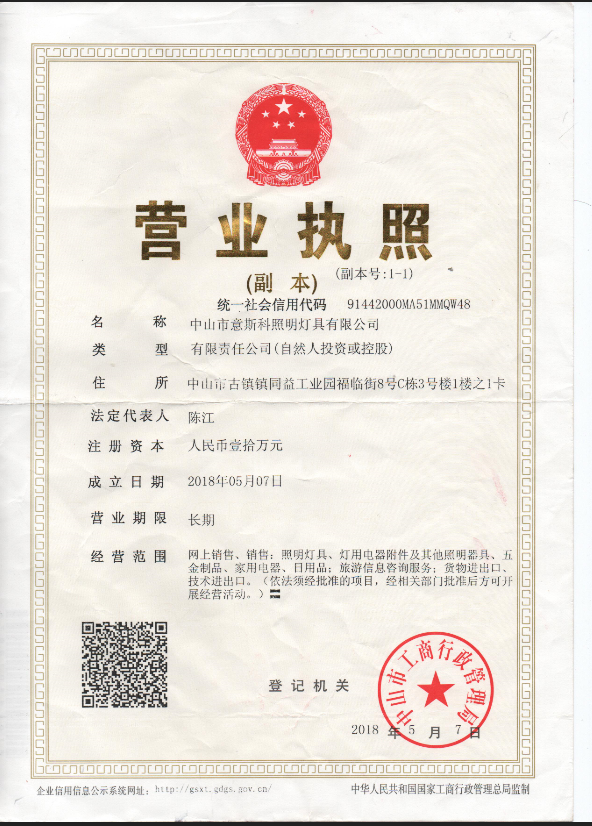 营业执照
(副 本)
(副本号:1-1)
统一社会信用代码 91442000MA51MMQW48
名 称 中山市意斯科照明灯具有限公司
类 型 有限责任公司(自然人投资或控股)
住 所 中山市古镇镇同益工业园福临街8号C栋3号楼1楼之1卡
法定代表人 陈江
注册资本 人民币壹拾万元
成立日期 2018年05月07日
营业期限 长期
经营范围 网上销售、销售：照明灯具、灯用电器附件及其他照明器具、五
金制品、家用电器、日用品；旅游信息咨询服务；货物进出口、
技术进出口。（依法须经批准的项目，经相关部门批准后方可开
展经营活动。）
登记机关
中山市工商行政管理局
2018 年 5 月 7 日
企业信用信息公示系统网址：http://gsxt.gdgs.gov.cn/
中华人民共和国国家工商行政管理总局监制